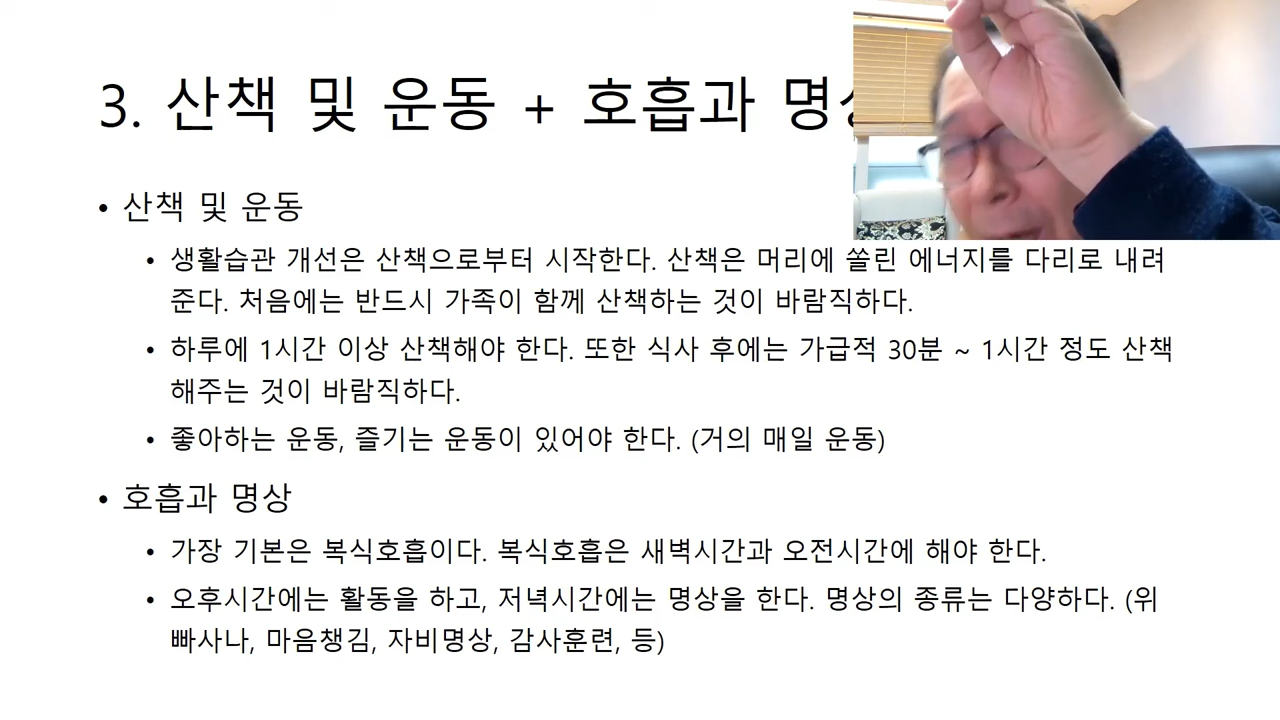 3. 산책 및 운동 + 호흡과
• 산책 및 운동
• 생활습관 개선은 산책으로부터 시작한다. 산책은 머리에 쏠린 에너지를 다리로 내려
준다. 처음에는 반드시 가족이 함께 산책하는 것이 바람직하다.
• 하루에 1시간 이상 산책해야 한다. 또한 식사 후에는 가급적 30분 ~ 1시간 정도 산책
해주는 것이 바람직하다.
• 좋아하는 운동, 즐기는 운동이 있어야 한다. (거의 매일 운동)
• 호흡과 명상
• 가장 기본은 복식호흡이다. 복식호흡은 새벽시간과 오전시간에 해야 한다.
• 오후시간에는 활동을 하고, 저녁시간에는 명상을 한다. 명상의 종류는 다양하다. (위
빠사나, 마음챙김, 자비명상, 감사훈련, 등)